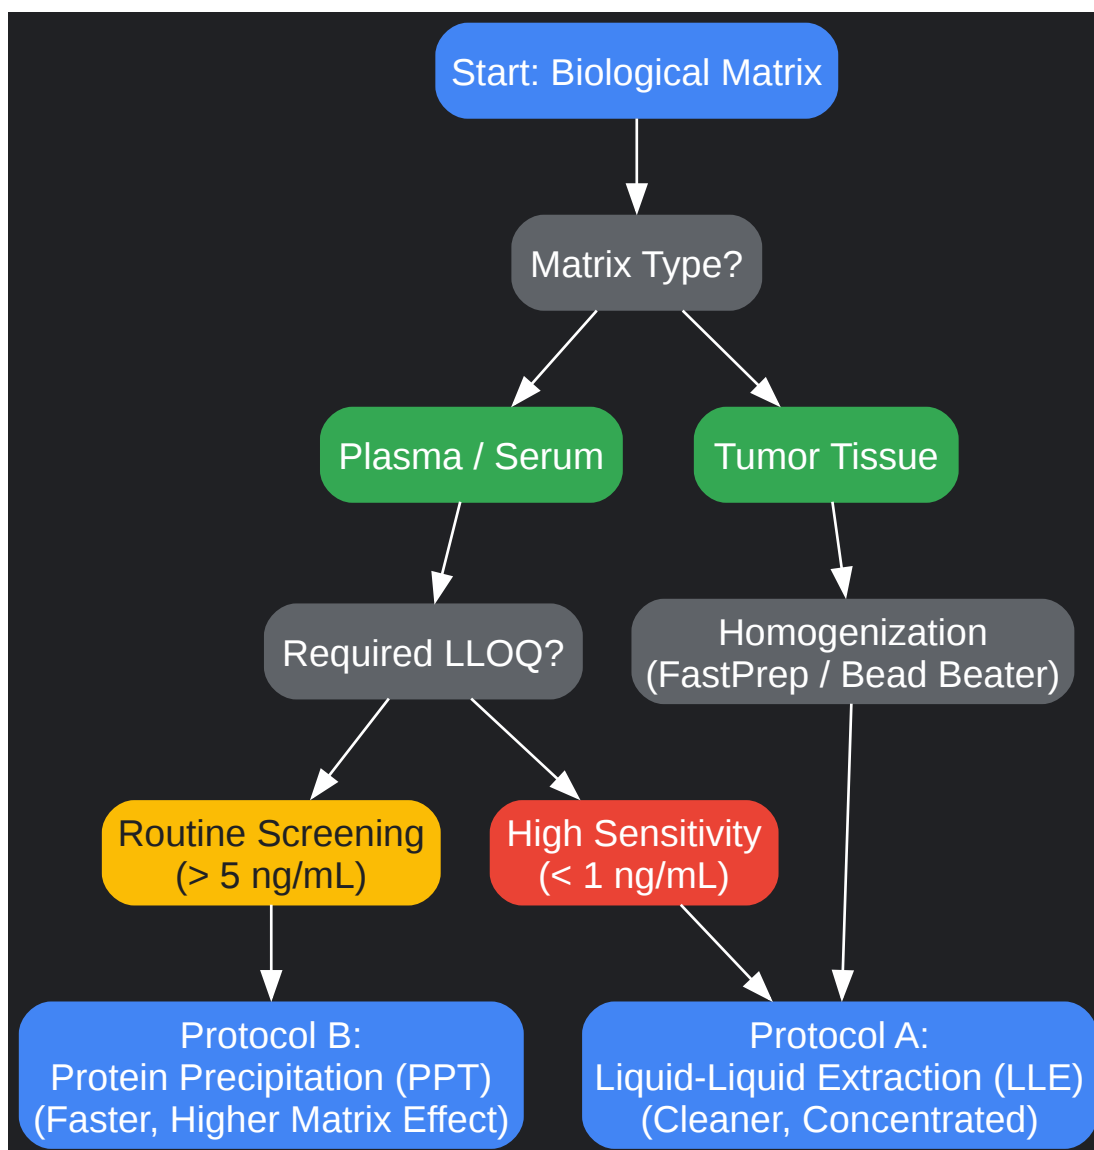 Start: Biological Matrix
Matrix Type?
Plasma / Serum
Tumor Tissue
Required LLOQ?
Homogenization
(FastPrep / Bead Beater)
Routine Screening
(> 5 ng/mL)
High Sensitivity
(< 1 ng/mL)
Protocol B:
Protein Precipitation (PPT)
(Faster, Higher Matrix Effect)
Protocol A:
Liquid-Liquid Extraction (LLE)
(Cleaner, Concentrated)